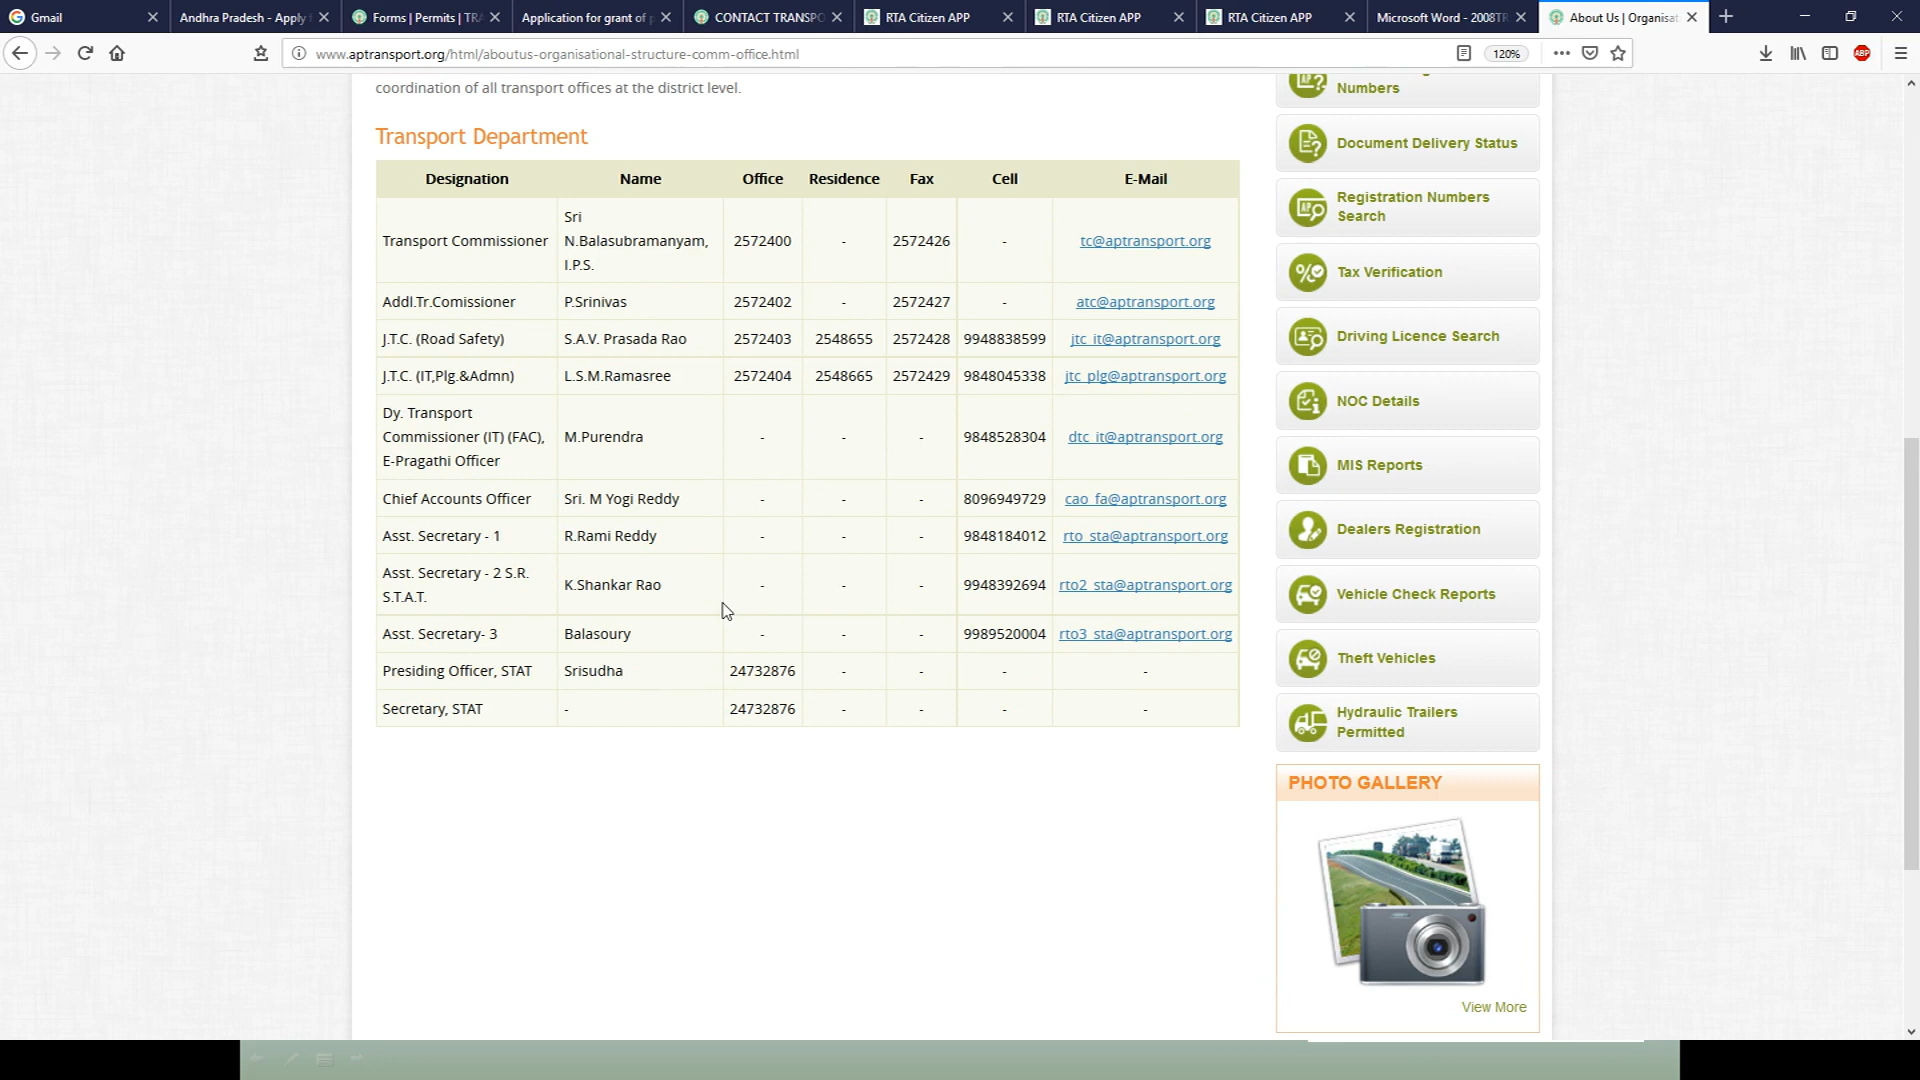 Gmail
Andhra Pradesh - Apply
Forms | Permits | TRA
Application for grant of p
CONTACT TRANSPO
RTA Citizen APP
RTA Citizen APP
RTA Citizen APP
Microsoft Word - 2008TR
About Us | Organisat
www.aptransport.org/html/aboutus-organisational-structure-comm-office.html
120%
ABP
coordination of all transport offices at the district level.
Transport Department
Designation Name Office Residence Fax Cell E-Mail
Transport Commissioner Sri N.Balasubramanyam, I.P.S. 2572400 - 2572426 - tc@aptransport.org
Addl.Tr.Comissioner P.Srinivas 2572402 - 2572427 - atc@aptransport.org
J.T.C. (Road Safety) S.A.V. Prasada Rao 2572403 2548655 2572428 9948838599 jtc_it@aptransport.org
J.T.C. (IT,Plg.&Admn) L.S.M.Ramasree 2572404 2548665 2572429 9848045338 jtc_plg@aptransport.org
Dy. Transport Commissioner (IT) (FAC), E-Pragathi Officer M.Purendra - - - 9848528304 dtc_it@aptransport.org
Chief Accounts Officer Sri. M Yogi Reddy - - - 8096949729 cao_fa@aptransport.org
Asst. Secretary - 1 R.Rami Reddy - - - 9848184012 rto_sta@aptransport.org
Asst. Secretary - 2 S.R. S.T.A.T. K.Shankar Rao - - - 9948392694 rto2_sta@aptransport.org
Asst. Secretary- 3 Balasoury - - - 9989520004 rto3_sta@aptransport.org
Presiding Officer, STAT Srisudha 24732876 - - - -
Secretary, STAT - 24732876 - - - -
Numbers
Document Delivery Status
Registration Numbers
Search
Tax Verification
Driving Licence Search
NOC Details
MIS Reports
Dealers Registration
Vehicle Check Reports
Theft Vehicles
Hydraulic Trailers
Permitted
PHOTO GALLERY
View More